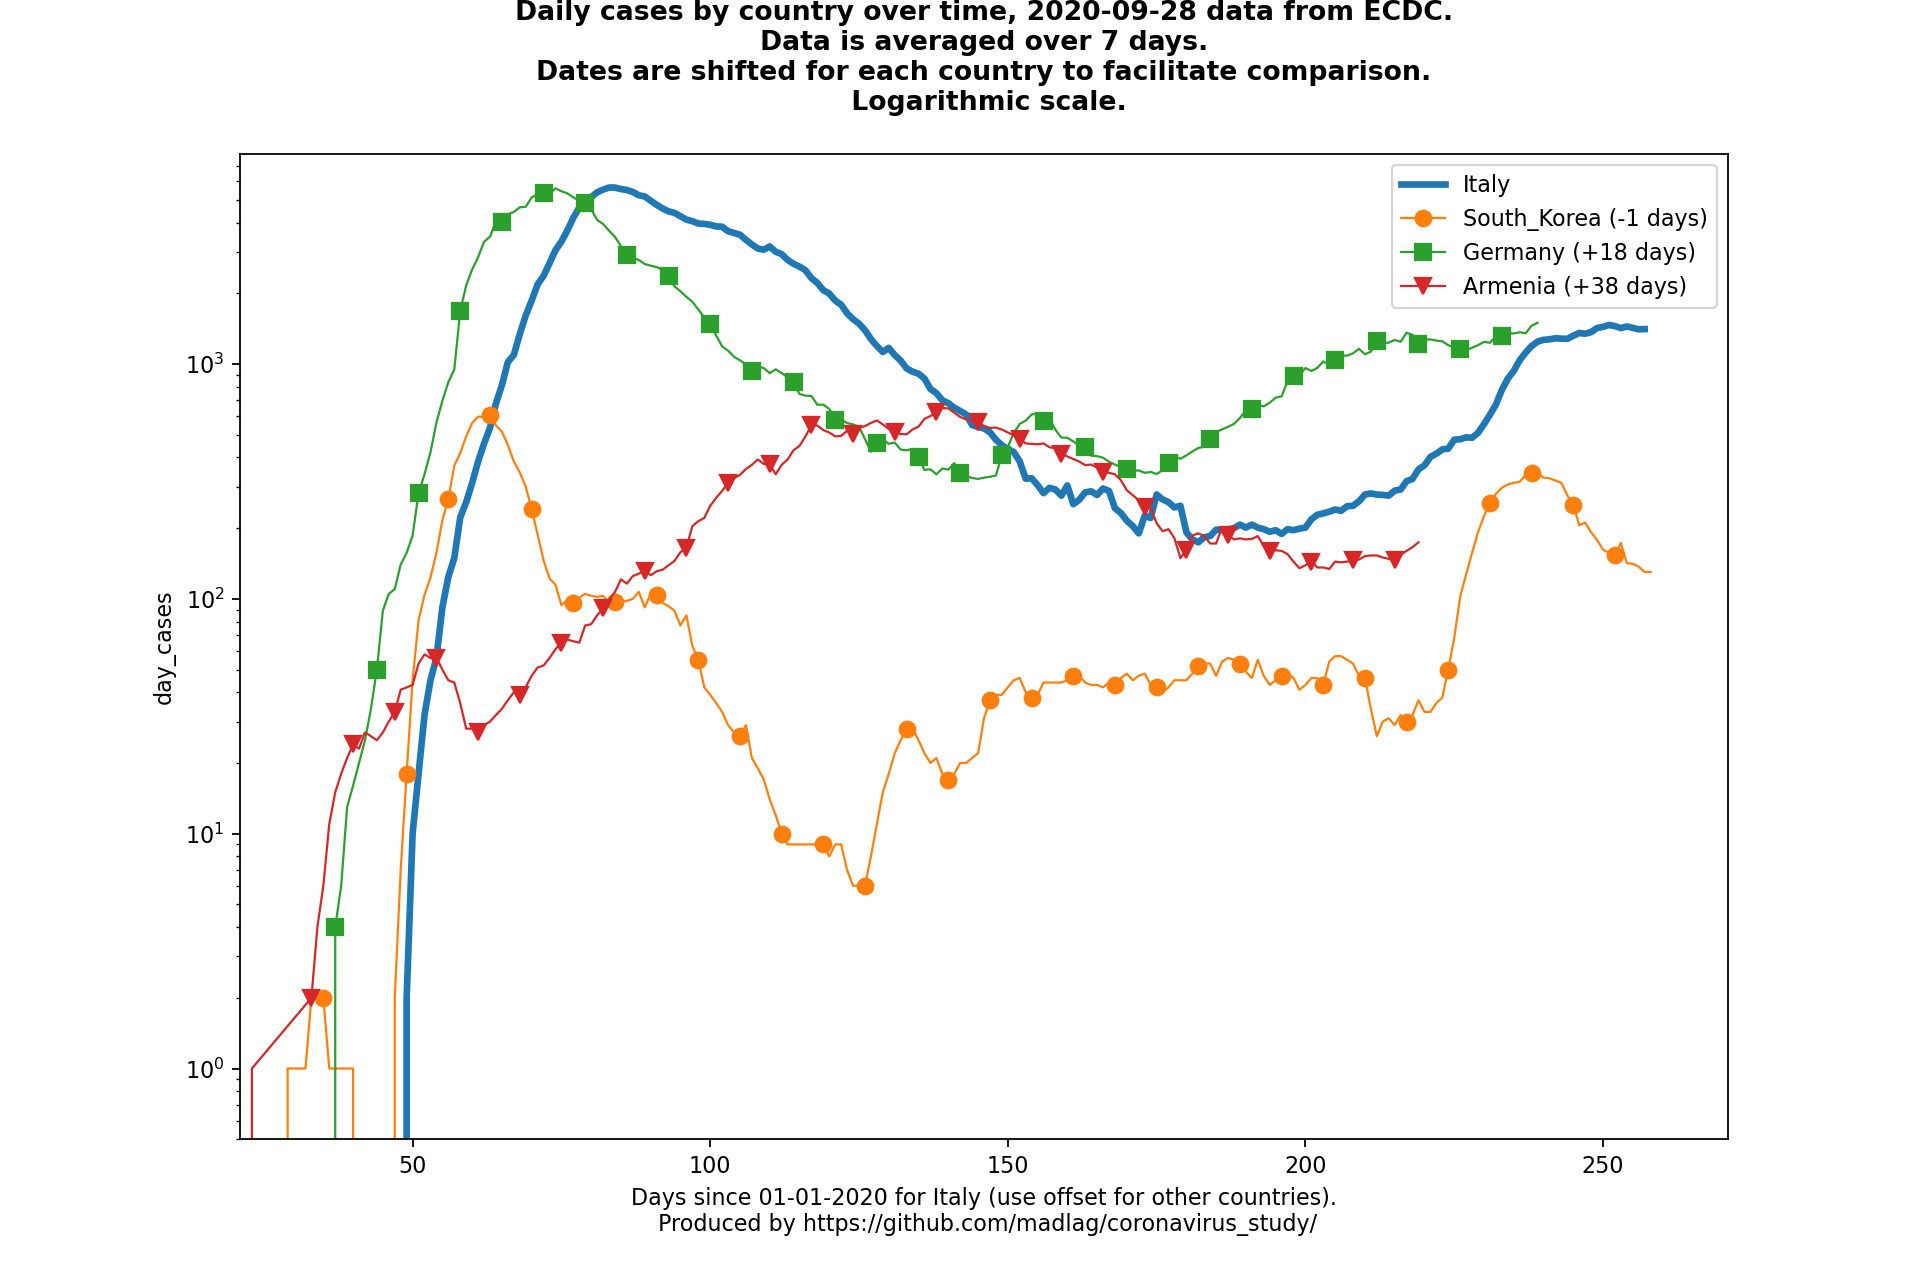 Daily cases by country over time, 2020-09-28 data from ECDC.
Data is averaged over 7 days.
Dates are shifted for each country to facilitate comparison.
Logarithmic scale.
Italy
South_Korea (-1 days)
Germany (+18 days)
Armenia (+38 days)
10³
10²
10¹
10⁰
day_cases
50 100 150 200 250
Days since 01-01-2020 for Italy (use offset for other countries).
Produced by https://github.com/madlag/coronavirus_study/